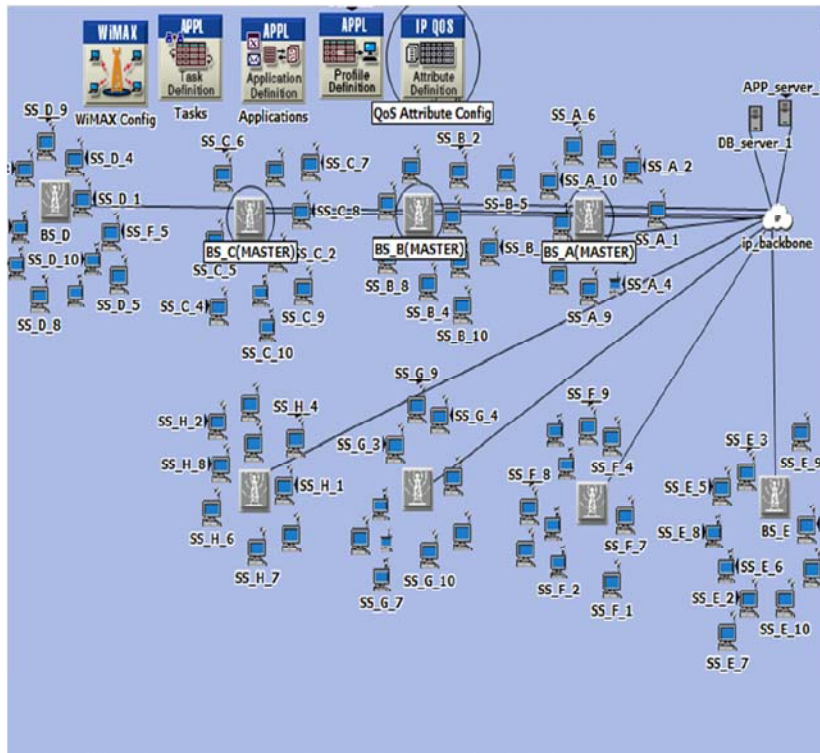 WiMAX
APPL
APPL
APPL
IP QOS
Task
Definition
Application
Definition
Profile
Definition
Attribute
Definition
WiMAX Config
Tasks
Applications
QoS Attribute Config
APP_server_
DB_server_1
ip_backbone
SS_D_9
SS_D_4
SS_D_1
BS_D
SS_F_5
SS_D_10
SS_D_8
SS_D_5
SS_C_6
SS_C_7
SS_C_8
BS_C(MASTER)
SS_C_2
SS_C_5
SS_C_4
SS_C_9
SS_C_10
SS_B_2
SS_B_5
BS_B(MASTER)
SS_B_
SS_B_8
SS_B_4
SS_B_10
SS_A_6
SS_A_2
SS_A_10
SS_A_1
BS_A(MASTER)
SS_A_4
SS_A_9
SS_H_4
SS_H_2
SS_H_8
SS_H_1
SS_H_6
SS_H_7
SS_G_9
SS_G_4
SS_G_3
SS_G_10
SS_G_7
SS_F_9
SS_F_4
SS_F_8
SS_F_7
SS_F_2
SS_F_1
SS_E_3
SS_E_9
SS_E_5
BS_E
SS_E_8
SS_E_6
SS_E_2
SS_E_10
SS_E_7